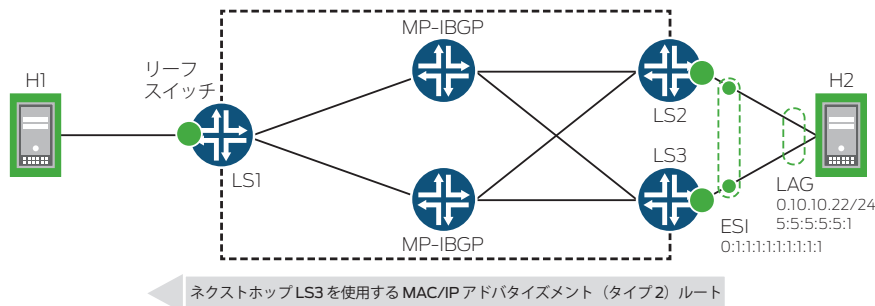 MP-IBGP
H1
リーフ
スイッチ
H2
LS2
LS3
LS1
LAG
0.10.10.22/24
5:5:5:5:5:1
MP-IBGP
ESI
0:1:1:1:1:1:1:1:1:1
ネクストホップ LS3 を使用する MAC/IP アドバタイズメント（タイプ 2）ルート